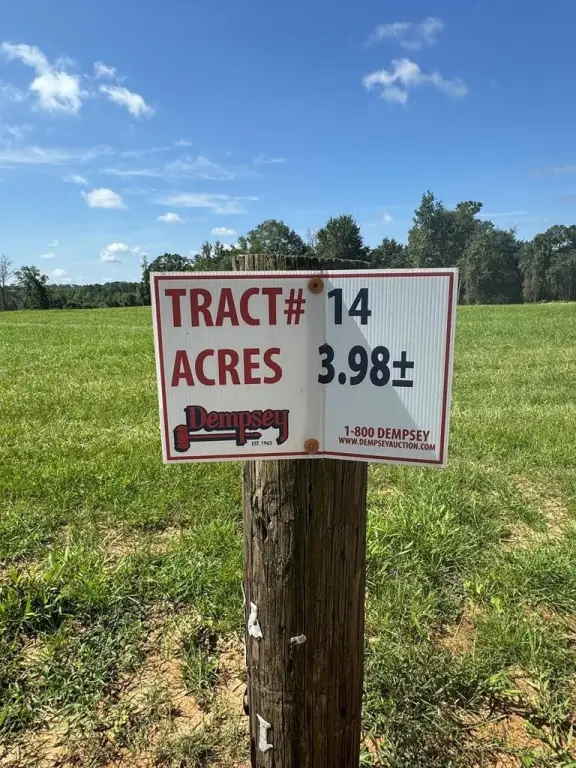 TRACT# 14
ACRES 3.98±
Dempsey
EST. 1965
1-800 DEMPSEY
WWW.DEMPSEYAUCTION.COM